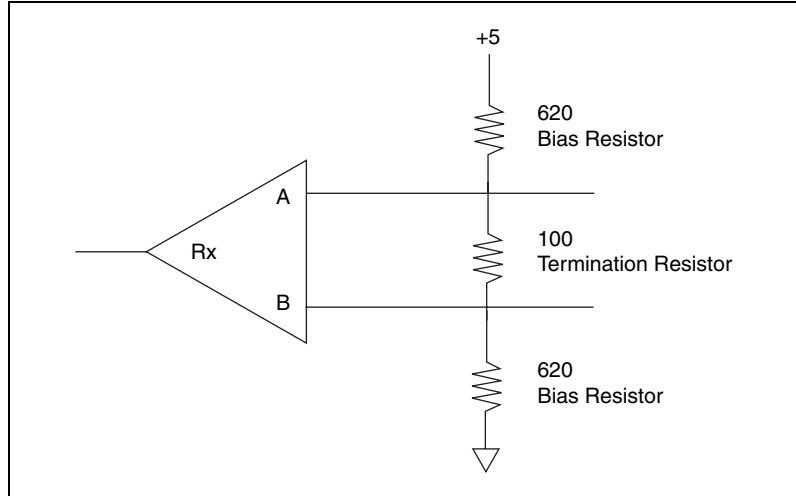 +5
620
Bias Resistor
A
100
Rx
Termination Resistor
B
620
Bias Resistor